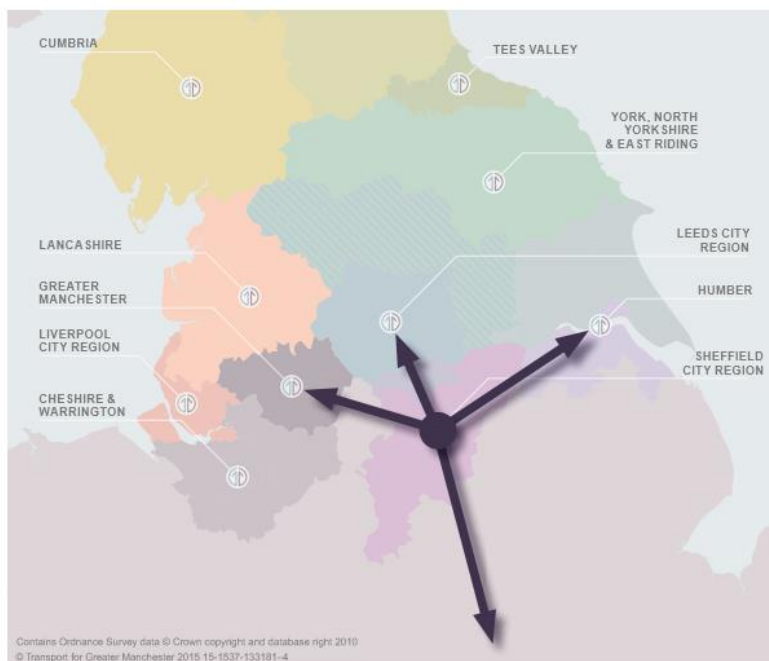 CUMBRIA
TEES VALLEY
YORK, NORTH
YORKSHIRE
& EAST RIDING
LANCASHIRE
LEEDS CITY
REGION
GREATER
MANCHESTER
HUMBER
LIVERPOOL
CITY REGION
SHEFFIELD
CITY REGION
CHESHIRE &
WARRINGTON
Contains Ordnance Survey data © Crown copyright and database right 2010
© Transport for Greater Manchester 2015 15-1537-133181–4